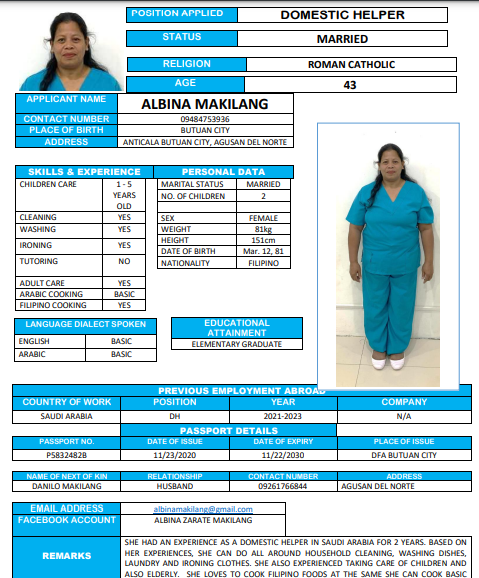 POSITION APPLIED DOMESTIC HELPER
STATUS MARRIED
RELIGION ROMAN CATHOLIC
AGE 43
APPLICANT NAME ALBINA MAKILANG
CONTACT NUMBER 09484753936
PLACE OF BIRTH BUTUAN CITY
ADDRESS ANTICALA BUTUAN CITY, AGUSAN DEL NORTE
SKILLS & EXPERIENCE
CHILDREN CARE 1 - 5
YEARS
OLD
CLEANING YES
WASHING YES
IRONING YES
TUTORING NO
ADULT CARE YES
ARABIC COOKING BASIC
FILIPINO COOKING YES
PERSONAL DATA
MARITAL STATUS MARRIED
NO. OF CHILDREN 2
SEX FEMALE
WEIGHT 81kg
HEIGHT 151cm
DATE OF BIRTH Mar. 12, 81
NATIONALITY FILIPINO
LANGUAGE DIALECT SPOKEN
ENGLISH BASIC
ARABIC BASIC
EDUCATIONAL
ATTAINMENT
ELEMENTARY GRADUATE
PREVIOUS EMPLOYMENT ABROAD
COUNTRY OF WORK POSITION YEAR COMPANY
SAUDI ARABIA DH 2021-2023 N/A
PASSPORT DETAILS
PASSPORT NO. DATE OF ISSUE DATE OF EXPIRY PLACE OF ISSUE
P5832482B 11/23/2020 11/22/2030 DFA BUTUAN CITY
NAME OF NEXT OF KIN RELATIONSHIP CONTACT NUMBER ADDRESS
DANILO MAKILANG HUSBAND 09261766844 AGUSAN DEL NORTE
EMAIL ADDRESS albinamakilang@gmail.com
FACEBOOK ACCOUNT ALBINA ZARATE MAKILANG
REMARKS
SHE HAD AN EXPERIENCE AS A DOMESTIC HELPER IN SAUDI ARABIA FOR 2 YEARS. BASED ON
HER EXPERIENCES, SHE CAN DO ALL AROUND HOUSEHOLD CLEANING, WASHING DISHES,
LAUNDRY AND IRONING CLOTHES. SHE ALSO EXPERIENCED TAKING CARE OF CHILDREN AND
ALSO ELDERLY. SHE LOVES TO COOK FILIPINO FOODS AT THE SAME SHE CAN COOK BASIC